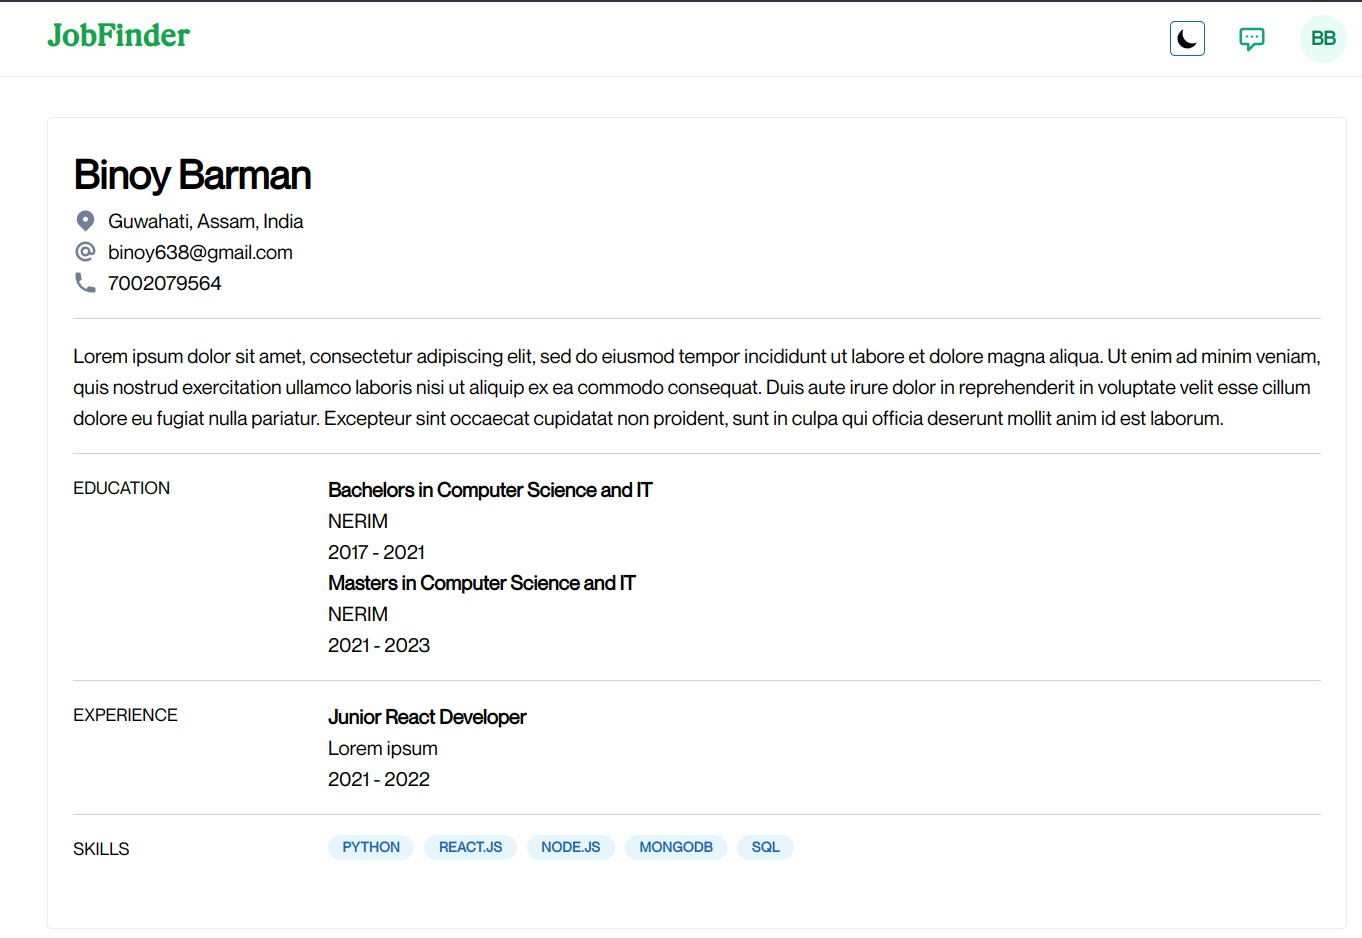 JobFinder
BB
Binoy Barman
Guwahati, Assam, India
binoy638@gmail.com
7002079564
Lorem ipsum dolor sit amet, consectetur adipiscing elit, sed do eiusmod tempor incididunt ut labore et dolore magna aliqua. Ut enim ad minim veniam,
quis nostrud exercitation ullamco laboris nisi ut aliquip ex ea commodo consequat. Duis aute irure dolor in reprehenderit in voluptate velit esse cillum
dolore eu fugiat nulla pariatur. Excepteur sint occaecat cupidatat non proident, sunt in culpa qui officia deserunt mollit anim id est laborum.
EDUCATION
Bachelors in Computer Science and IT
NERIM
2017 - 2021
Masters in Computer Science and IT
NERIM
2021 - 2023
EXPERIENCE
Junior React Developer
Lorem ipsum
2021 - 2022
SKILLS
PYTHON REACT.JS NODE.JS MONGODB SQL